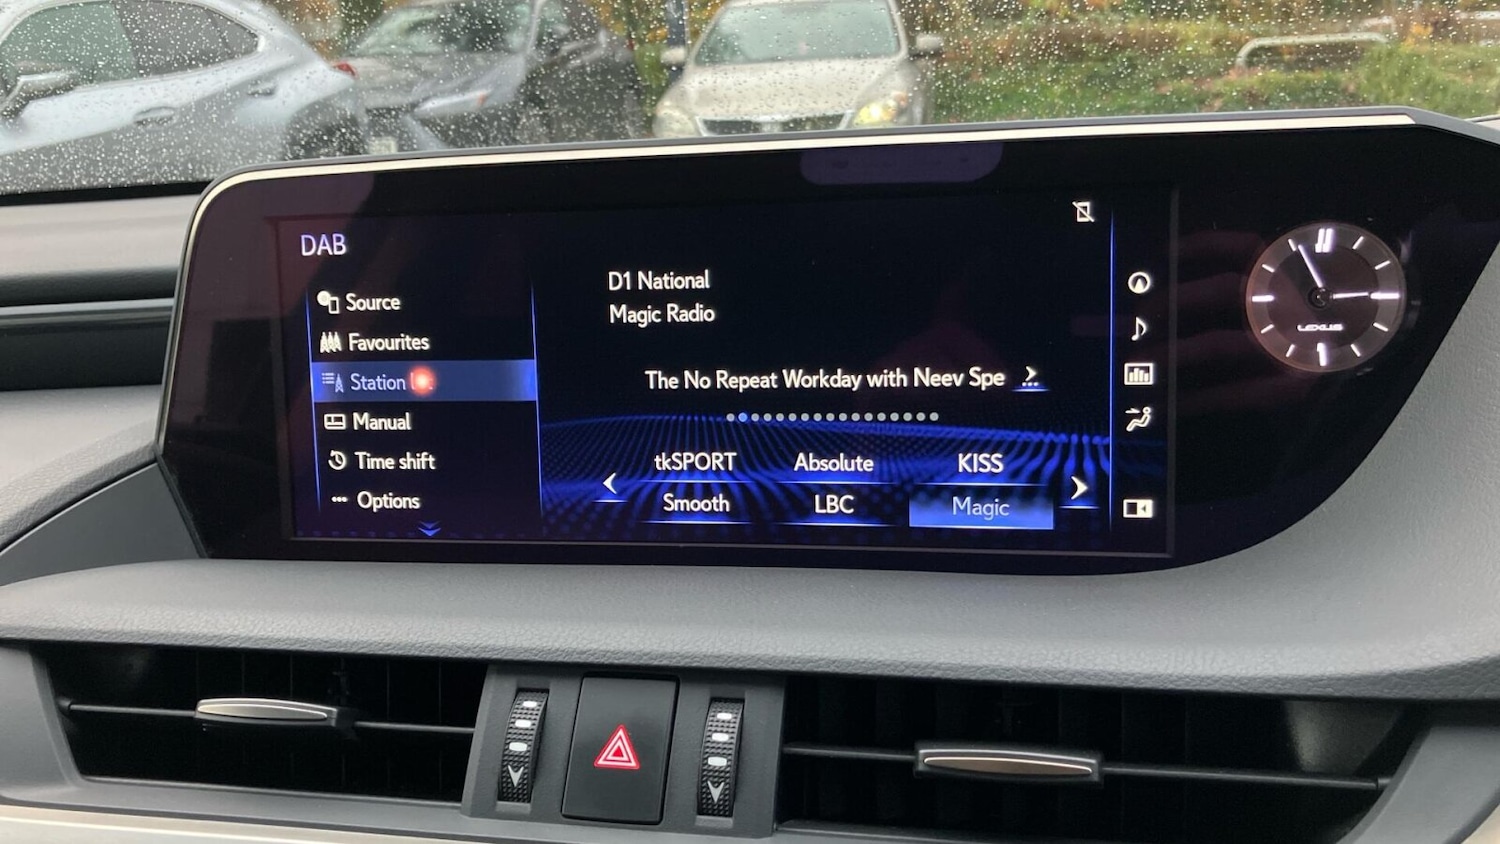 DAB
Source
Favourites
Station
Manual
Time shift
Options
D1 National
Magic Radio
The No Repeat Workday with Neev Spe
tkSPORT
Absolute
KISS
Smooth
LBC
Magic
LEXUS